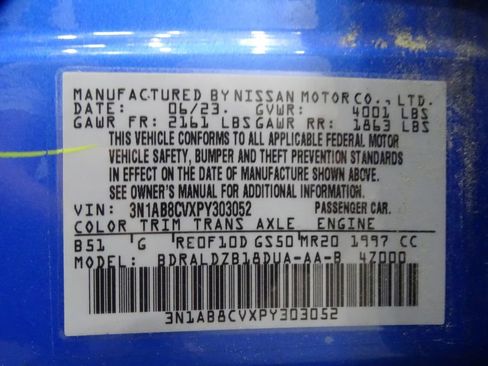 MANUFACTURED BY NISSAN MOTOR CO., LTD.
DATE: 06/23. GVWR: 4001 LBS
GAWR FR: 2161 LBS GAWR RR: 1863 LBS
THIS VEHICLE CONFORMS TO ALL APPLICABLE FEDERAL MOTOR
VEHICLE SAFETY, BUMPER AND THEFT PREVENTION STANDARDS
IN EFFECT ON THE DATE OF MANUFACTURE SHOWN ABOVE.
SEE OWNER'S MANUAL FOR ADDITIONAL INFORMATION.
VIN: 3N1AB8CVXPY303052 PASSENGER CAR.
COLOR TRIM TRANS AXLE ENGINE
B51 G RE0F10D GS50 MR20 1997 CC
MODEL: BDRALDZB18DUA-AA-B 4Z000
3N1AB8CVXPY303052